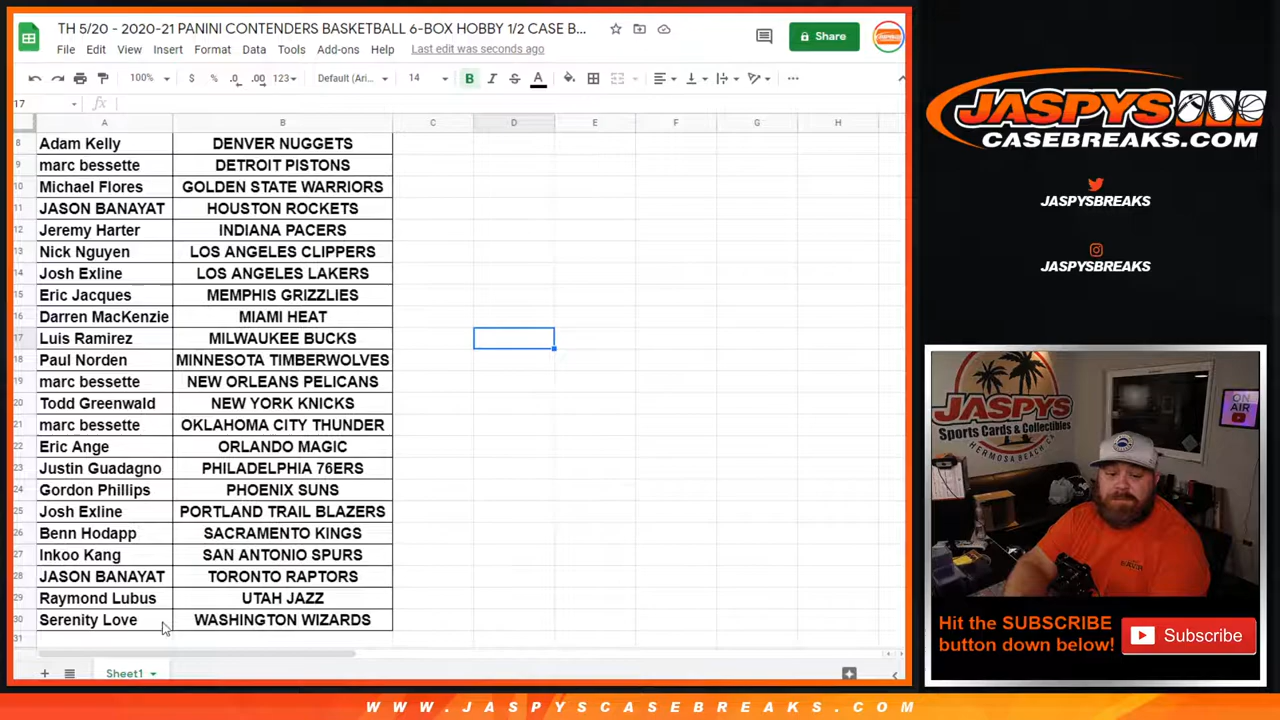 TH 5/20 - 2020-21 PANINI CONTENDERS BASKETBALL 6-BOX HOBBY 1/2 CASE B...
File Edit View Insert Format Data Tools Add-ons Help Last edit was seconds ago
Share
100% $ % .0 .00 123 Default (Ari... 14 B I S A
17 fx
A B C D E F G H
8 Adam Kelly DENVER NUGGETS
9 marc bessette DETROIT PISTONS
10 Michael Flores GOLDEN STATE WARRIORS
11 JASON BANAYAT HOUSTON ROCKETS
12 Jeremy Harter INDIANA PACERS
13 Nick Nguyen LOS ANGELES CLIPPERS
14 Josh Exline LOS ANGELES LAKERS
15 Eric Jacques MEMPHIS GRIZZLIES
16 Darren MacKenzie MIAMI HEAT
17 Luis Ramirez MILWAUKEE BUCKS
18 Paul Norden MINNESOTA TIMBERWOLVES
19 marc bessette NEW ORLEANS PELICANS
20 Todd Greenwald NEW YORK KNICKS
21 marc bessette OKLAHOMA CITY THUNDER
22 Eric Ange ORLANDO MAGIC
23 Justin Guadagno PHILADELPHIA 76ERS
24 Gordon Phillips PHOENIX SUNS
25 Josh Exline PORTLAND TRAIL BLAZERS
26 Benn Hodapp SACRAMENTO KINGS
27 Inkoo Kang SAN ANTONIO SPURS
28 JASON BANAYAT TORONTO RAPTORS
29 Raymond Lubus UTAH JAZZ
30 Serenity Love WASHINGTON WIZARDS
31
Sheet1
JASPYS
CASEBREAKS.COM
JASPYSBREAKS
JASPYSBREAKS
JASPYS
Sports Cards & Collectibles
HERMOSA BEACH, CA
ON AIR
Hit the SUBSCRIBE
button down below!
Subscribe
WWW.JASPYSCASEBREAKS.COM